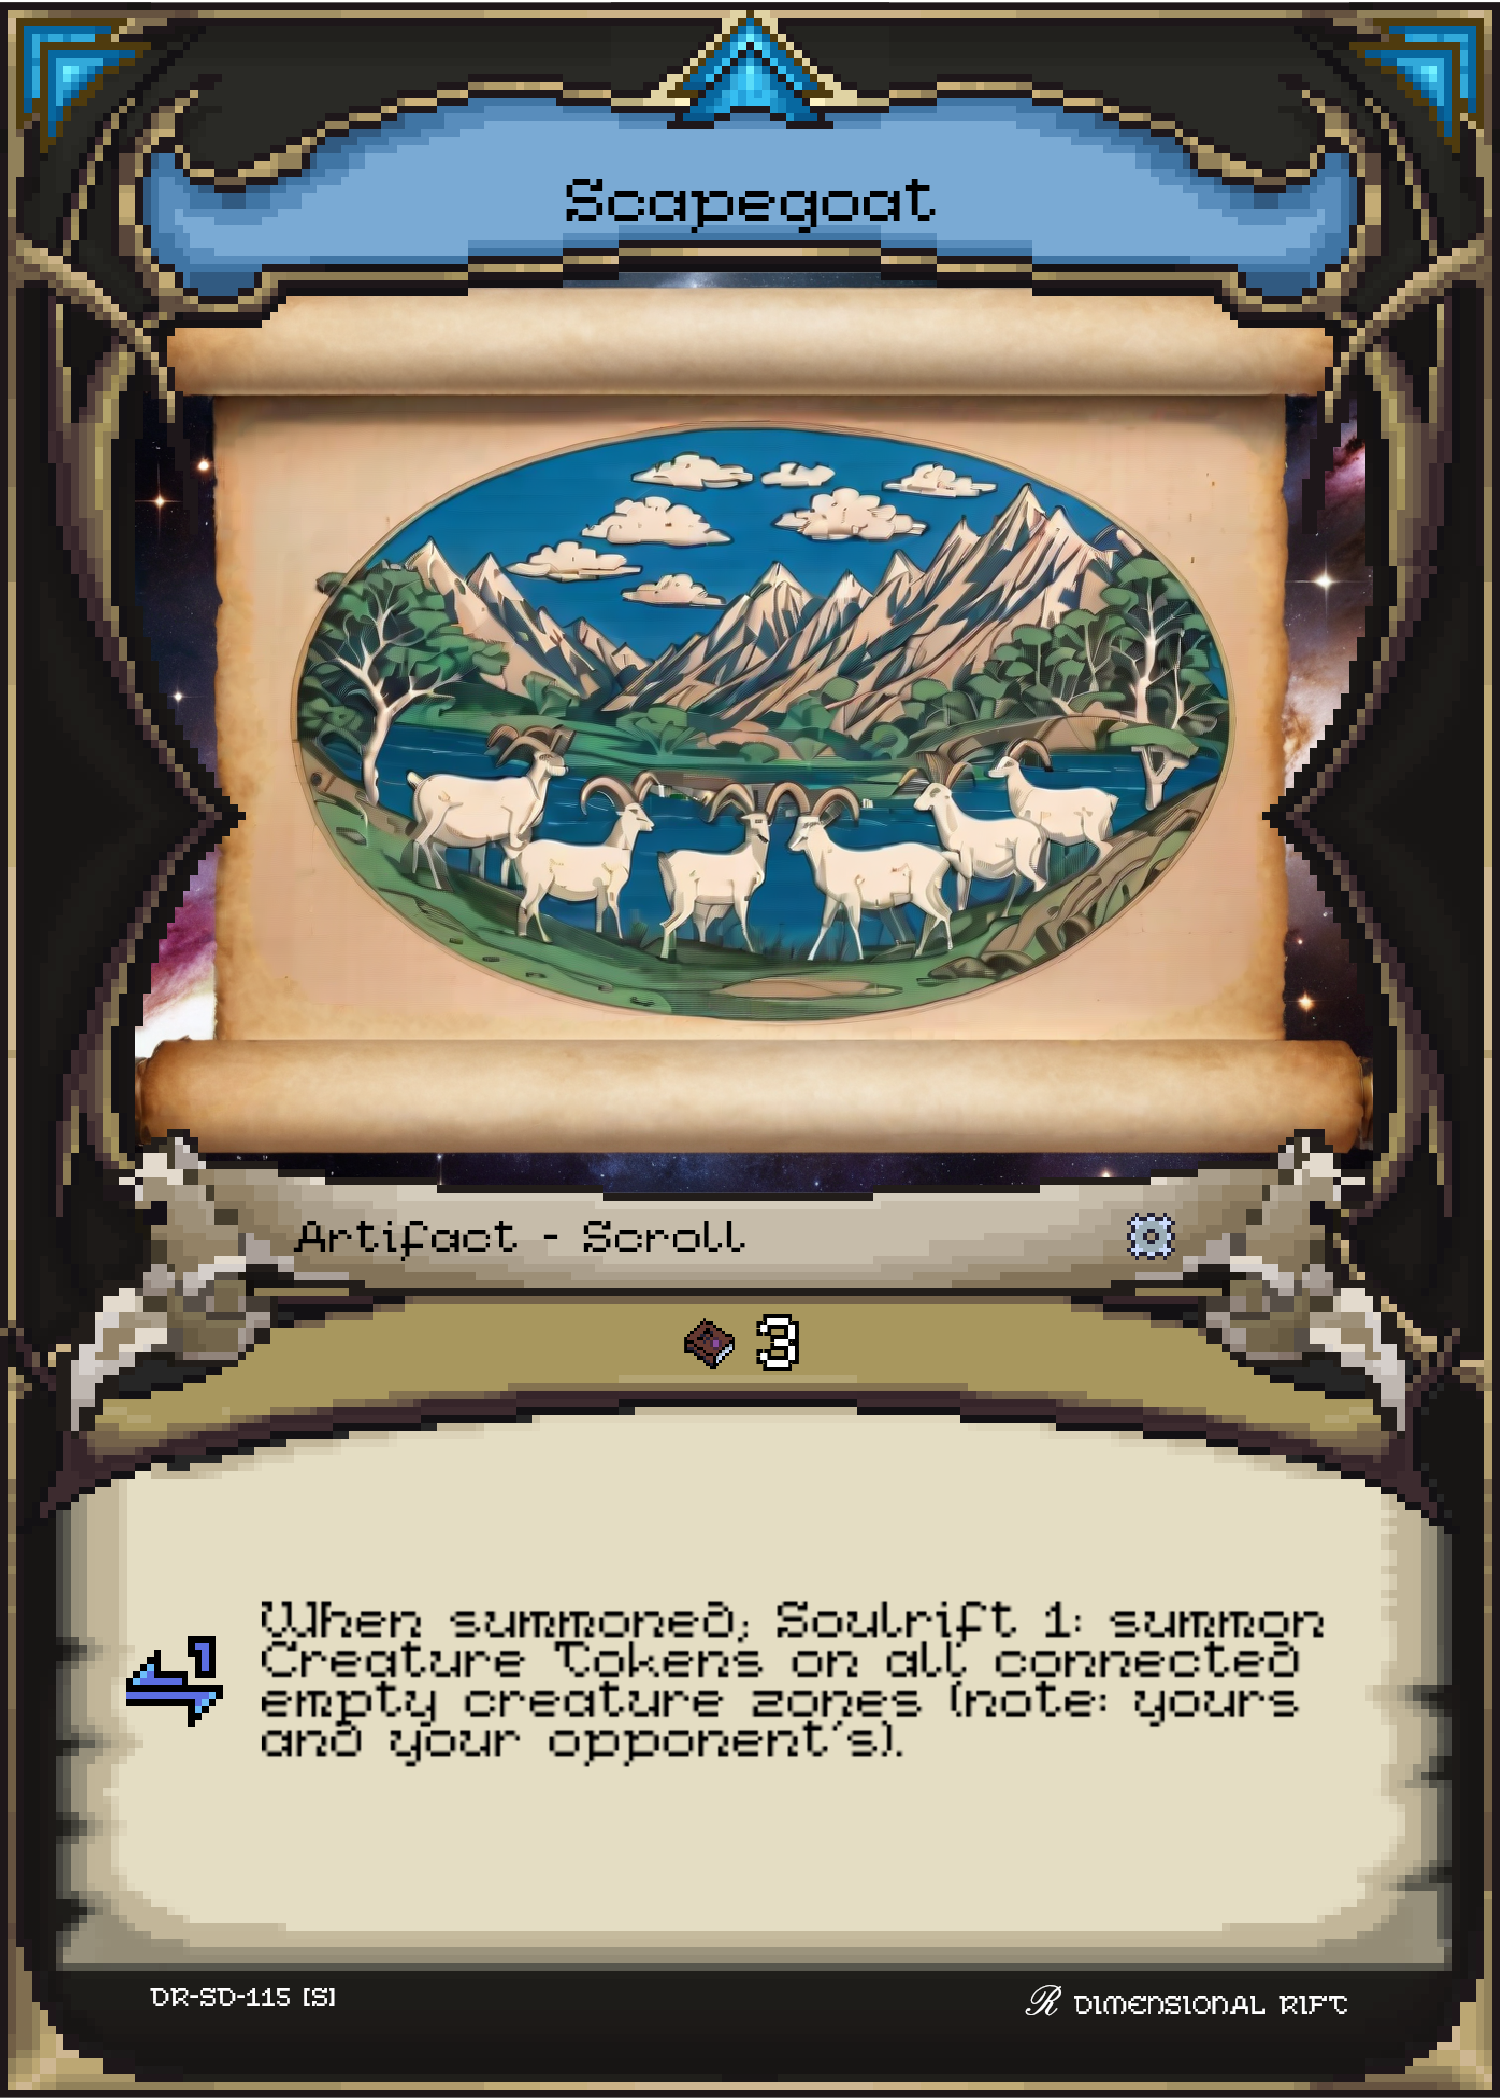 Scapegoat
Artifact - Scroll
3
1
When summoned; Soulrift 1: summon
Creature Tokens on all connected
empty creature zones (note: yours
and your opponent's).
DR-SD-115 [S]
R DIMENSIONAL RIFT